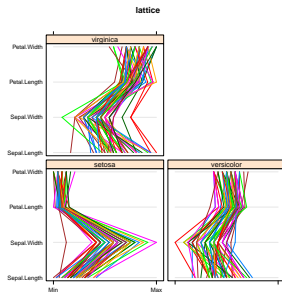 lattice
virginica
Petal.Width
Petal.Length
Sepal.Width
Sepal.Length
setosa
versicolor
Petal.Width
Petal.Length
Sepal.Width
Sepal.Length
Min
Max